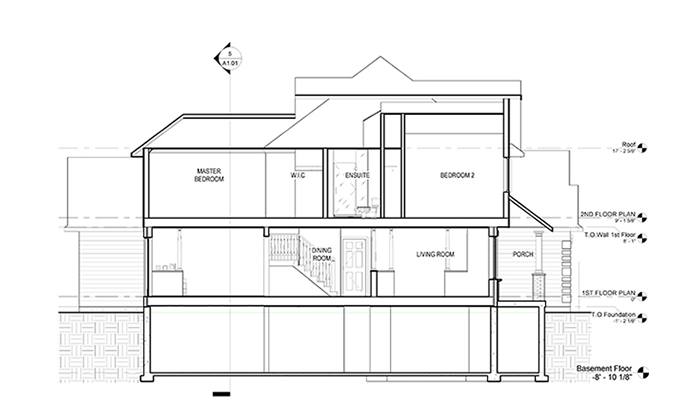 5
A1.01
Roof
17' - 2 5/8"
MASTER
BEDROOM
W.I.C
ENSUITE
BEDROOM 2
2ND FLOOR PLAN
9' - 1 5/8"
T.O.Wall 1st Floor
8' - 1"
DINING
ROOM
LIVING ROOM
PORCH
1ST FLOOR PLAN
0"
T.O Foundation
-1' - 2 1/8"
Basement Floor
-8' - 10 1/8"